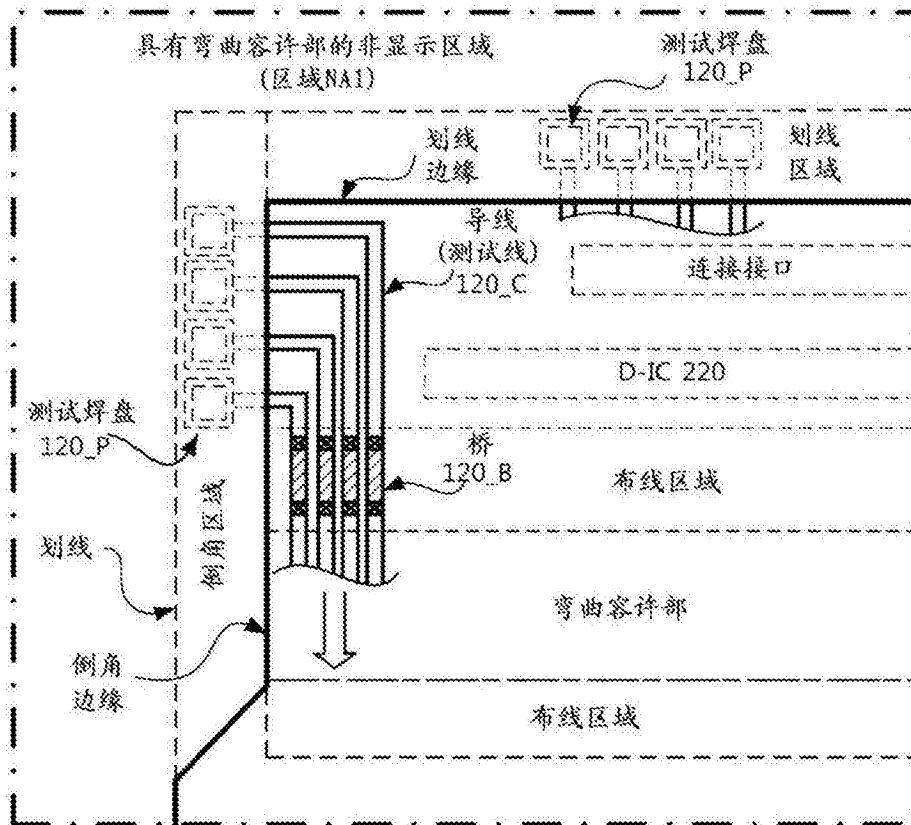 具有弯曲容许部的非显示区域
(区域NA1)
测试焊盘
120_P
划线
边缘
划线
区域
导线
(测试线)
120_C
连接接口
D-IC 220
测试焊盘
120_P
桥
120_B
布线区域
倒角区域
划线
弯曲容许部
倒角
边缘
布线区域